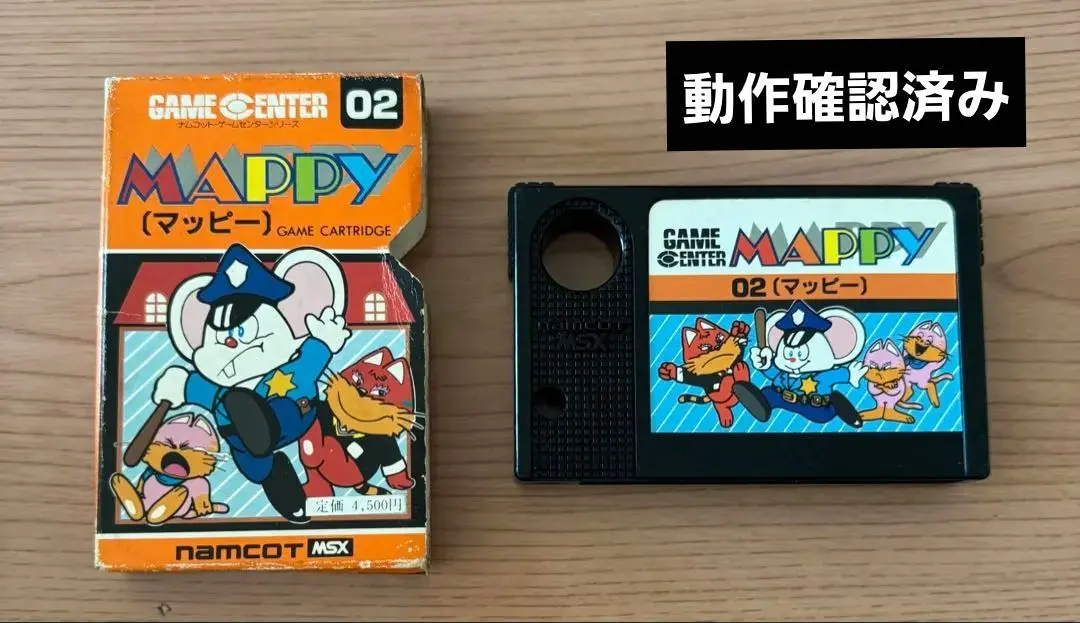 GAME CENTER 02
ナムコット・ゲームセンターシリーズ
MAPPY
〔マッピー〕 GAME CARTRIDGE
定価 4,500円
namcot MSX
動作確認済み
GAME CENTER MAPPY
02〔マッピー〕
namcot
MSX